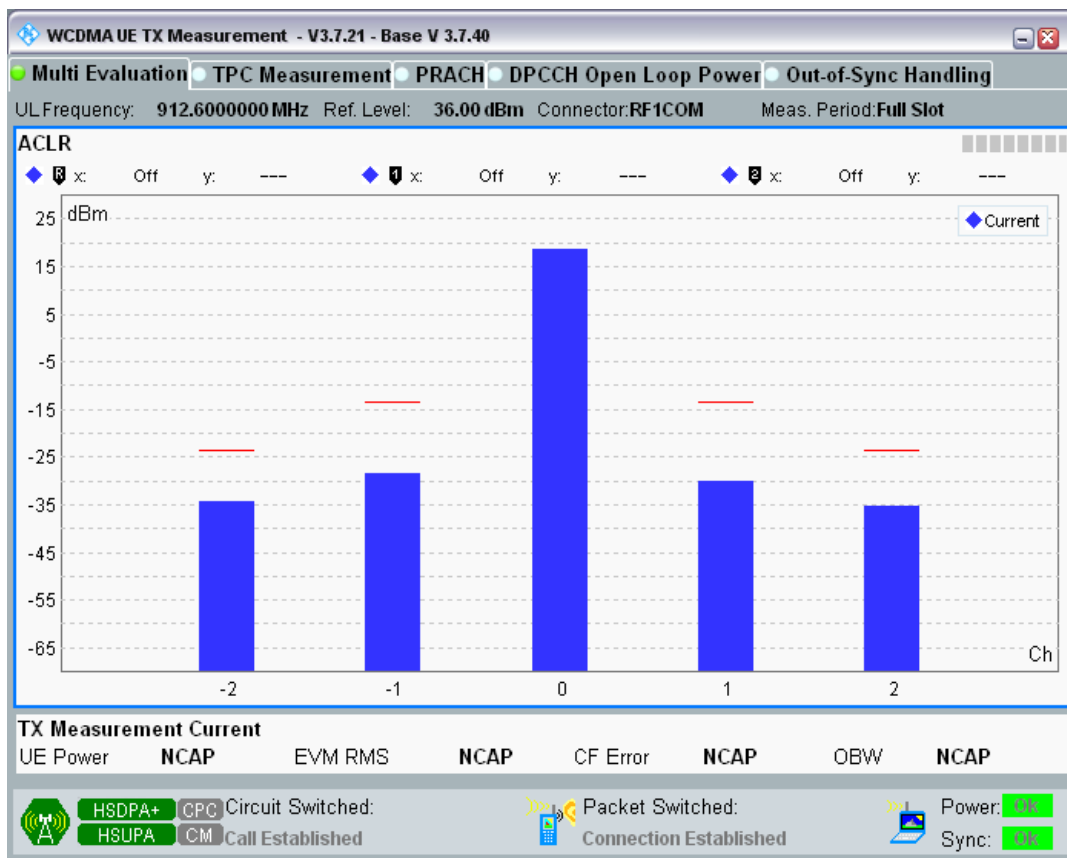 WCDMA UE TX Measurement - V3.7.21 - Base V 3.7.40
Multi Evaluation TPC Measurement PRACH DPCCH Open Loop Power Out-of-Sync Handling
UL Frequency: 912.6000000 MHz Ref. Level: 36.00 dBm Connector:RF1COM Meas. Period:Full Slot
ACLR
R x: Off y: --- 1 x: Off y: --- 2 x: Off y: ---
dBm
Current
25
15
5
-5
-15
-25
-35
-45
-55
-65
Ch
-2 -1 0 1 2
TX Measurement Current
UE Power NCAP EVM RMS NCAP CF Error NCAP OBW NCAP
HSDPA+ CPC Circuit Switched: Packet Switched: Power: Ok
HSUPA CM Call Established Connection Established Sync: Ok